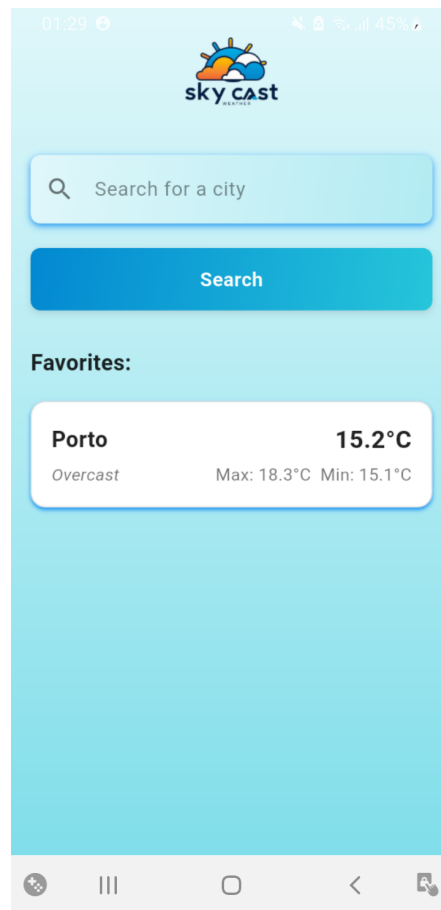 01:29
45%
sky cast
WEATHER
Search for a city
Search
Favorites:
Porto 15.2°C
Overcast Max: 18.3°C Min: 15.1°C